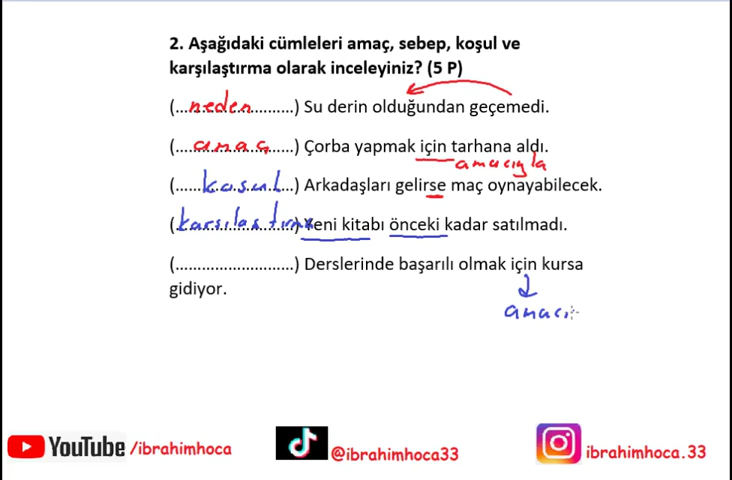 2. Aşağıdaki cümleleri amaç, sebep, koşul ve
karşılaştırma olarak inceleyiniz? (5 P)
(...neden...........) Su derin olduğundan geçemedi.
(....amaç......) Çorba yapmak için tarhana aldı.
amacıyla
(......koşul...) Arkadaşları gelirse maç oynayabilecek.
(karşılaştırma) Yeni kitabı önceki kadar satılmadı.
(...........................) Derslerinde başarılı olmak için kursa
gidiyor.
amacı
YouTube /ibrahimhoca
@ibrahimhoca33
ibrahimhoca.33